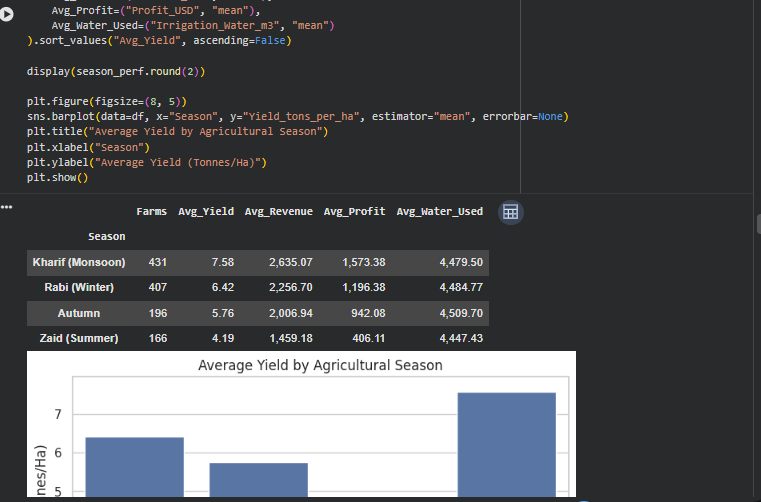 Avg_Profit=("Profit_USD", "mean"),
Avg_Water_Used=("Irrigation_Water_m3", "mean")
).sort_values("Avg_Yield", ascending=False)
display(season_perf.round(2))
plt.figure(figsize=(8, 5))
sns.barplot(data=df, x="Season", y="Yield_tons_per_ha", estimator="mean", errorbar=None)
plt.title("Average Yield by Agricultural Season")
plt.xlabel("Season")
plt.ylabel("Average Yield (Tonnes/Ha)")
plt.show()
Farms Avg_Yield Avg_Revenue Avg_Profit Avg_Water_Used
Season
Kharif (Monsoon) 431 7.58 2,635.07 1,573.38 4,479.50
Rabi (Winter) 407 6.42 2,256.70 1,196.38 4,484.77
Autumn 196 5.76 2,006.94 942.08 4,509.70
Zaid (Summer) 166 4.19 1,459.18 406.11 4,447.43
Average Yield by Agricultural Season
7
6
5
nes/Ha)